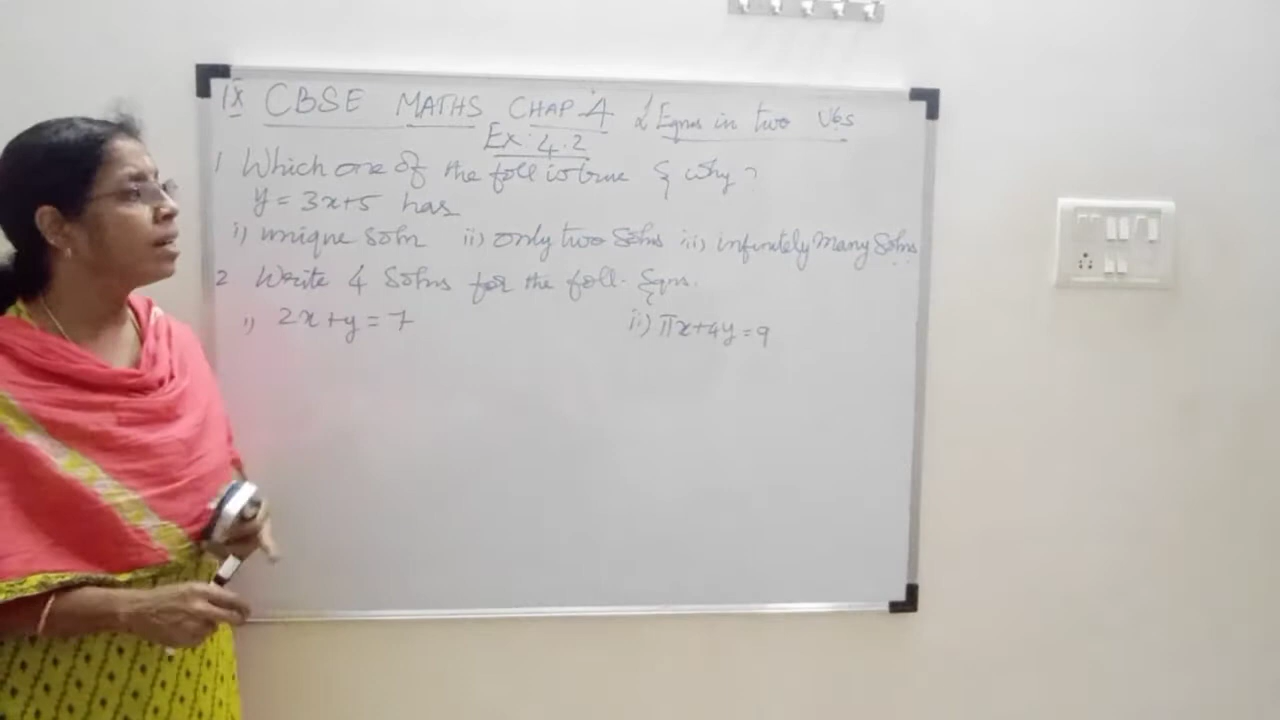 IX CBSE MATHS CHAP 4 L Eqns in two Vbs
Ex: 4.2
1 Which one of the foll is true & why?
y = 3x+5 has
i) unique soln ii) only two Solns iii) infinitely Many Solns
2 Write 4 Solns for the foll. Eqns.
i) 2x+y=7 ii) πx+4y=9